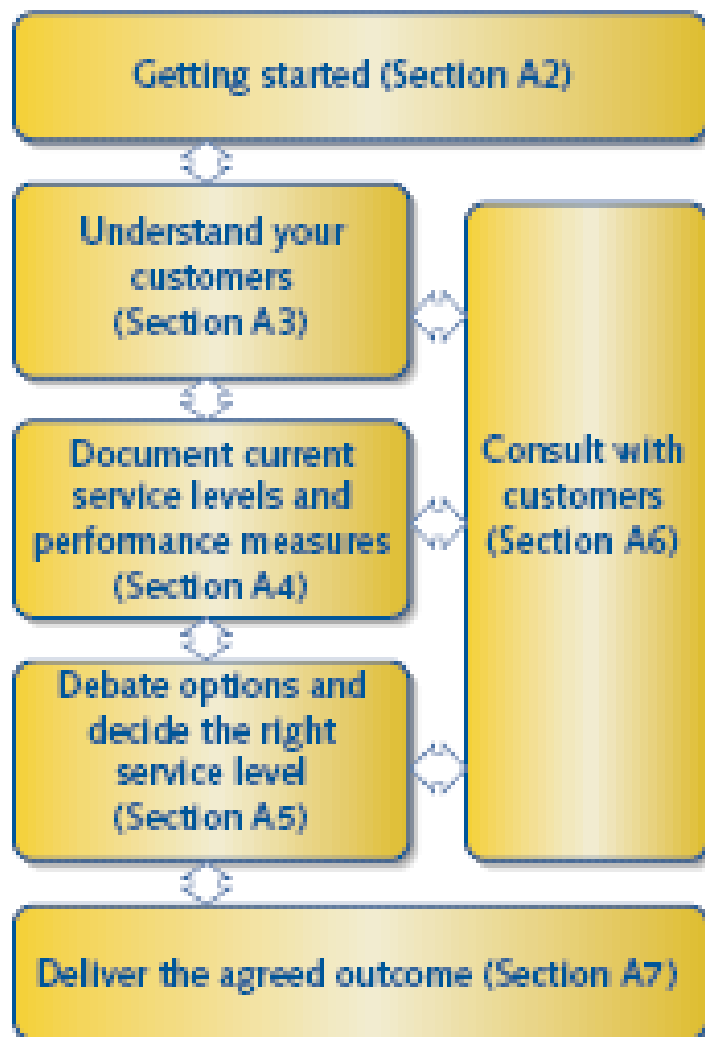 Getting started (Section A2)
Understand your
customers
(Section A3)
Document current
service levels and
performance measures
(Section A4)
Consult with
customers
(Section A6)
Debate options and
decide the right
service level
(Section A5)
Deliver the agreed outcome (Section A7)